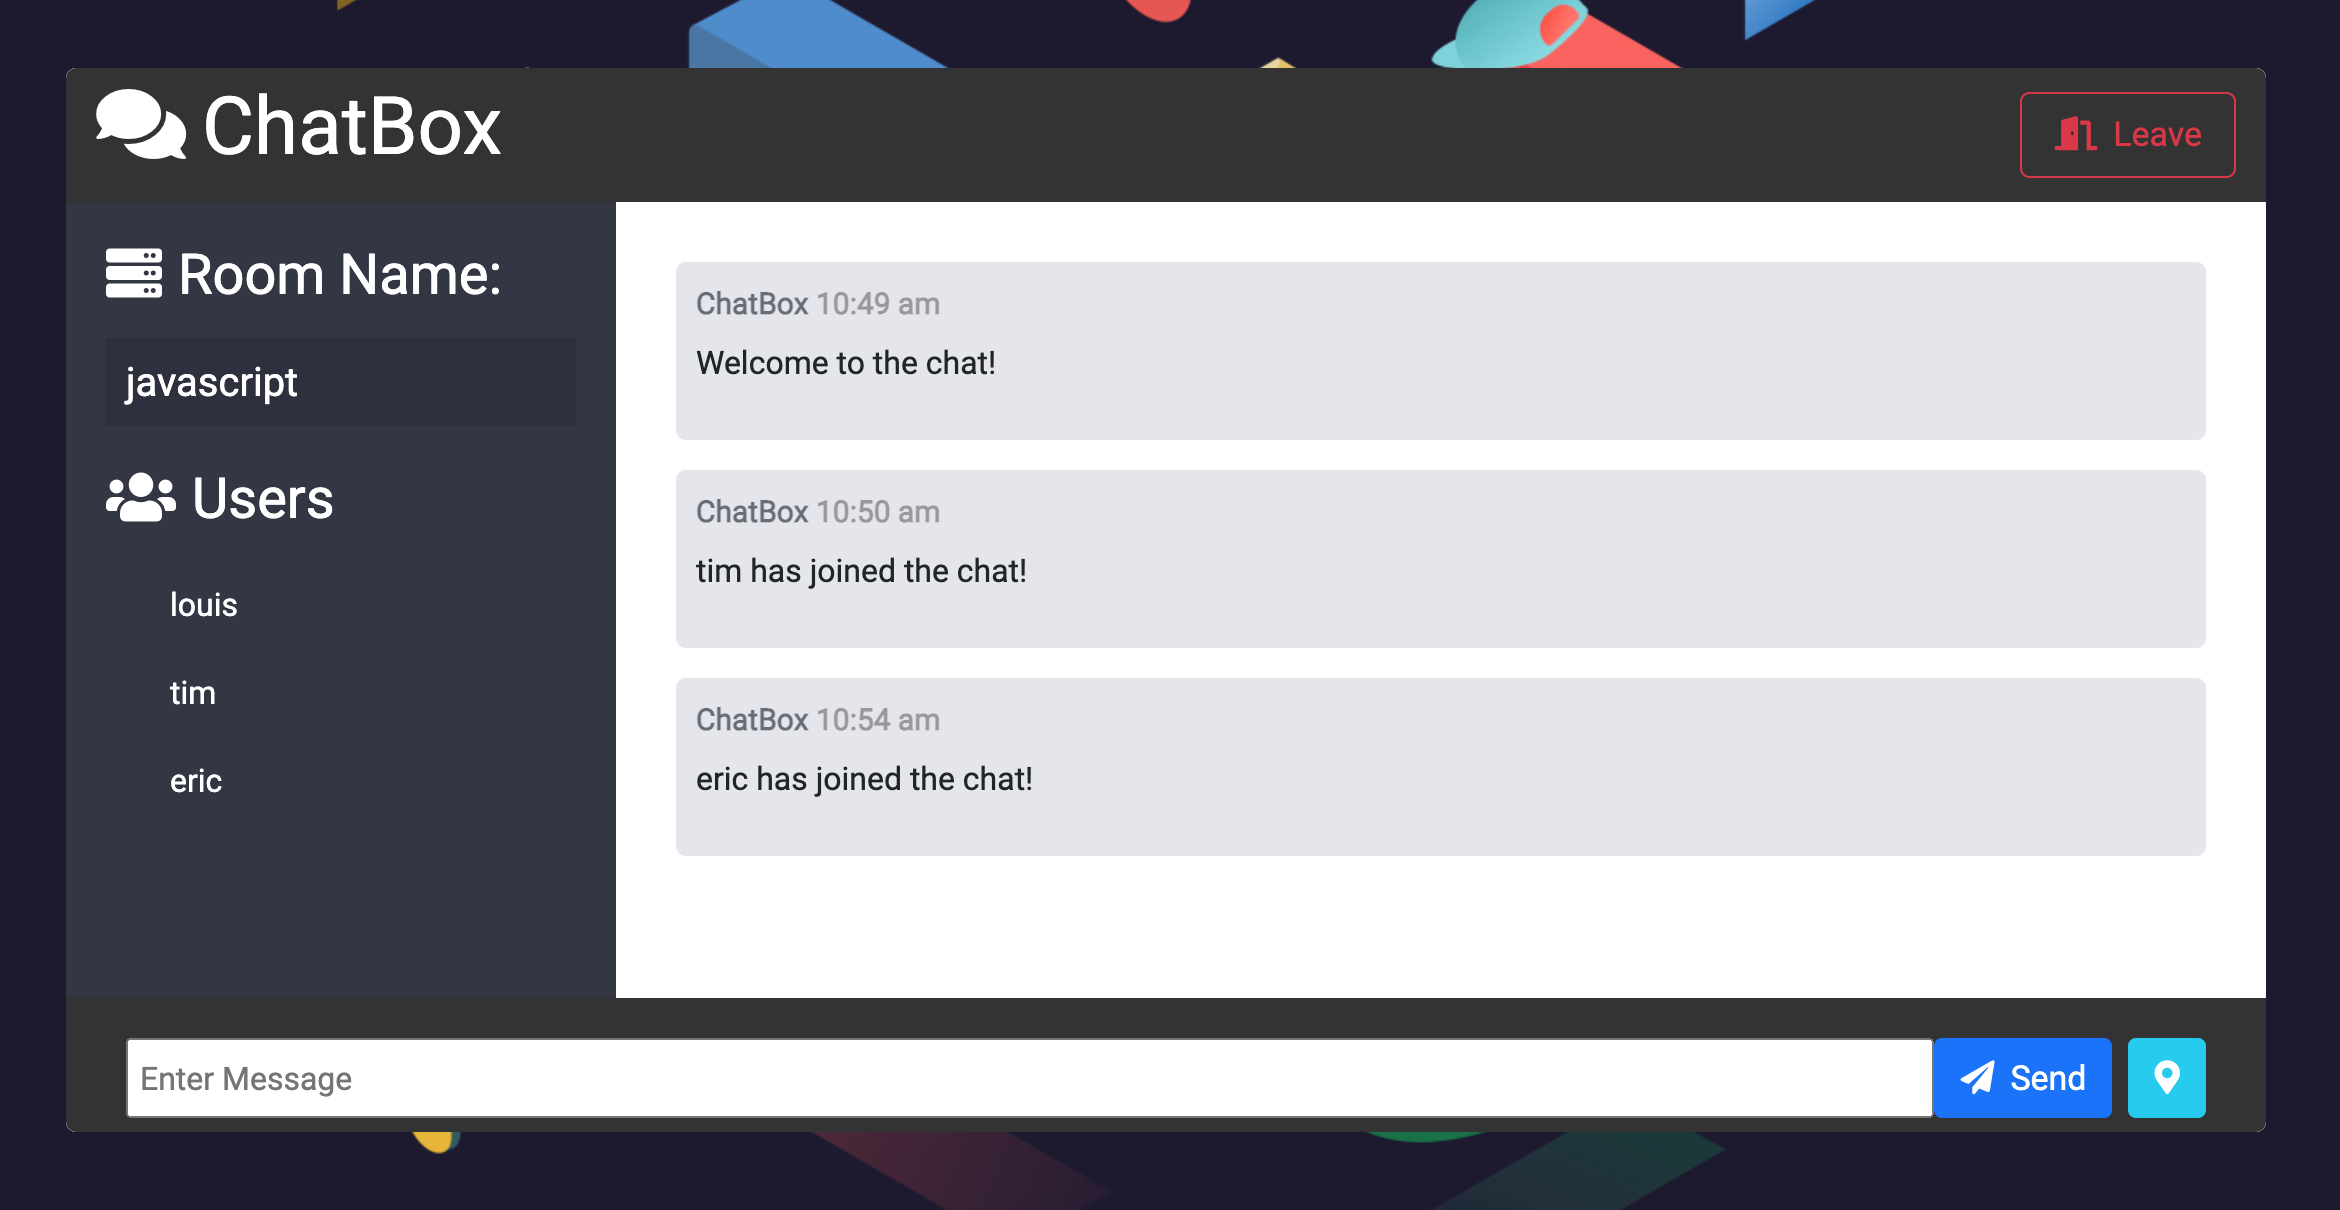 ChatBox
Leave
Room Name:
javascript
Users
louis
tim
eric
ChatBox 10:49 am
Welcome to the chat!
ChatBox 10:50 am
tim has joined the chat!
ChatBox 10:54 am
eric has joined the chat!
Enter Message
Send